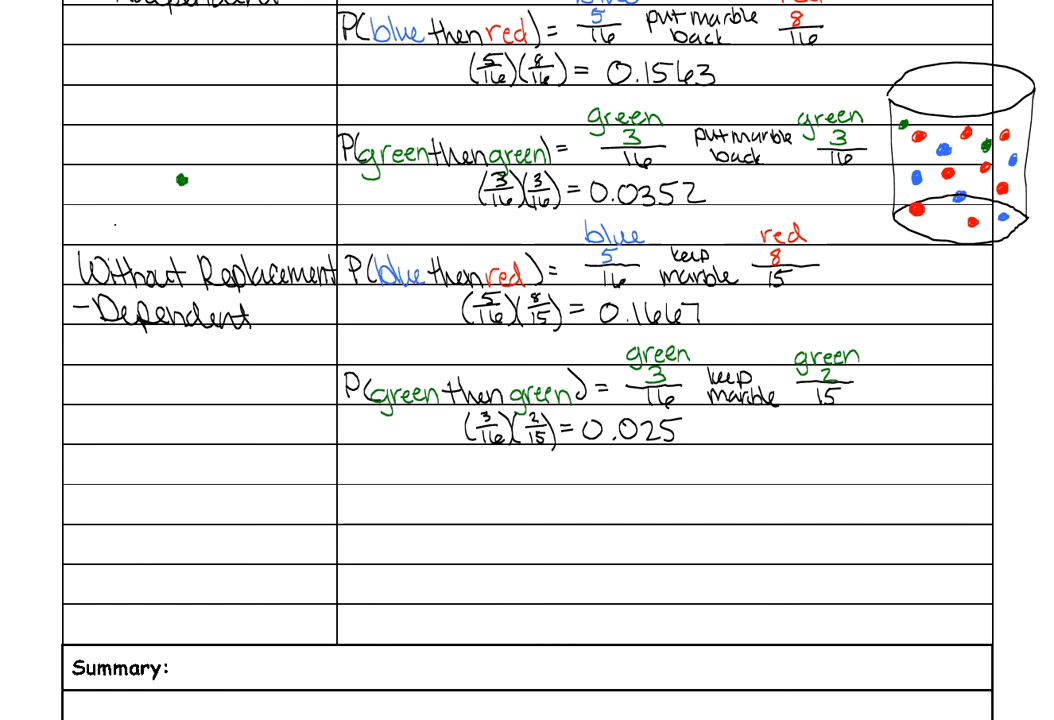 P(blue then red) = 5/16 put marble back 8/16
(5/16)(8/16) = 0.1563
green green
P(green then green) = 3/16 put marble back 3/16
(3/16)(3/16) = 0.0352
blue red
Without Replacement P(blue then red) = 5/16 keep marble 8/15
- Dependent (5/16)(8/15) = 0.1667
green green
P(green then green) = 3/16 keep marble 2/15
(3/16)(2/15) = 0.025
Summary: